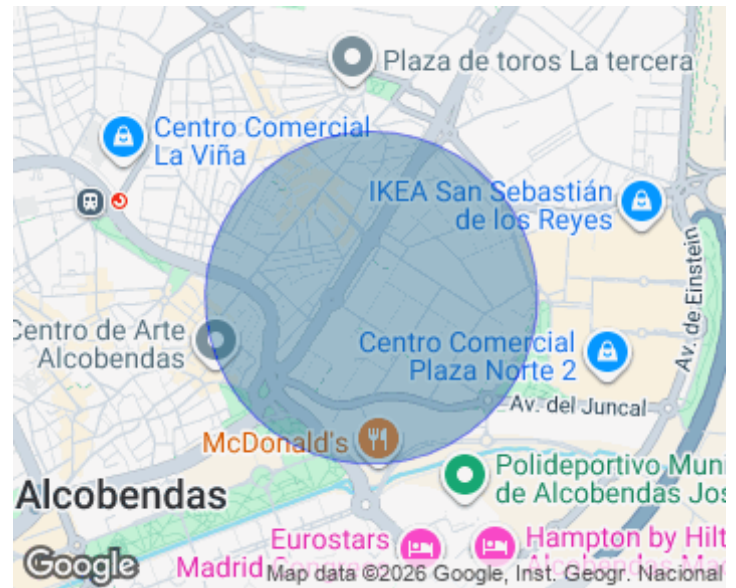 Plaza de toros La tercera
Centro Comercial
La Viña
IKEA San Sebastián
de los Reyes
Av. de Einstein
Centro de Arte
Alcobendas
Centro Comercial
Plaza Norte 2
Av. del Juncal
McDonald's
Polideportivo Muni
de Alcobendas Jos
Alcobendas
Eurostars
Madrid
Hampton by Hilt
Google
Map data ©2026 Google, Inst. Geogr. Nacional